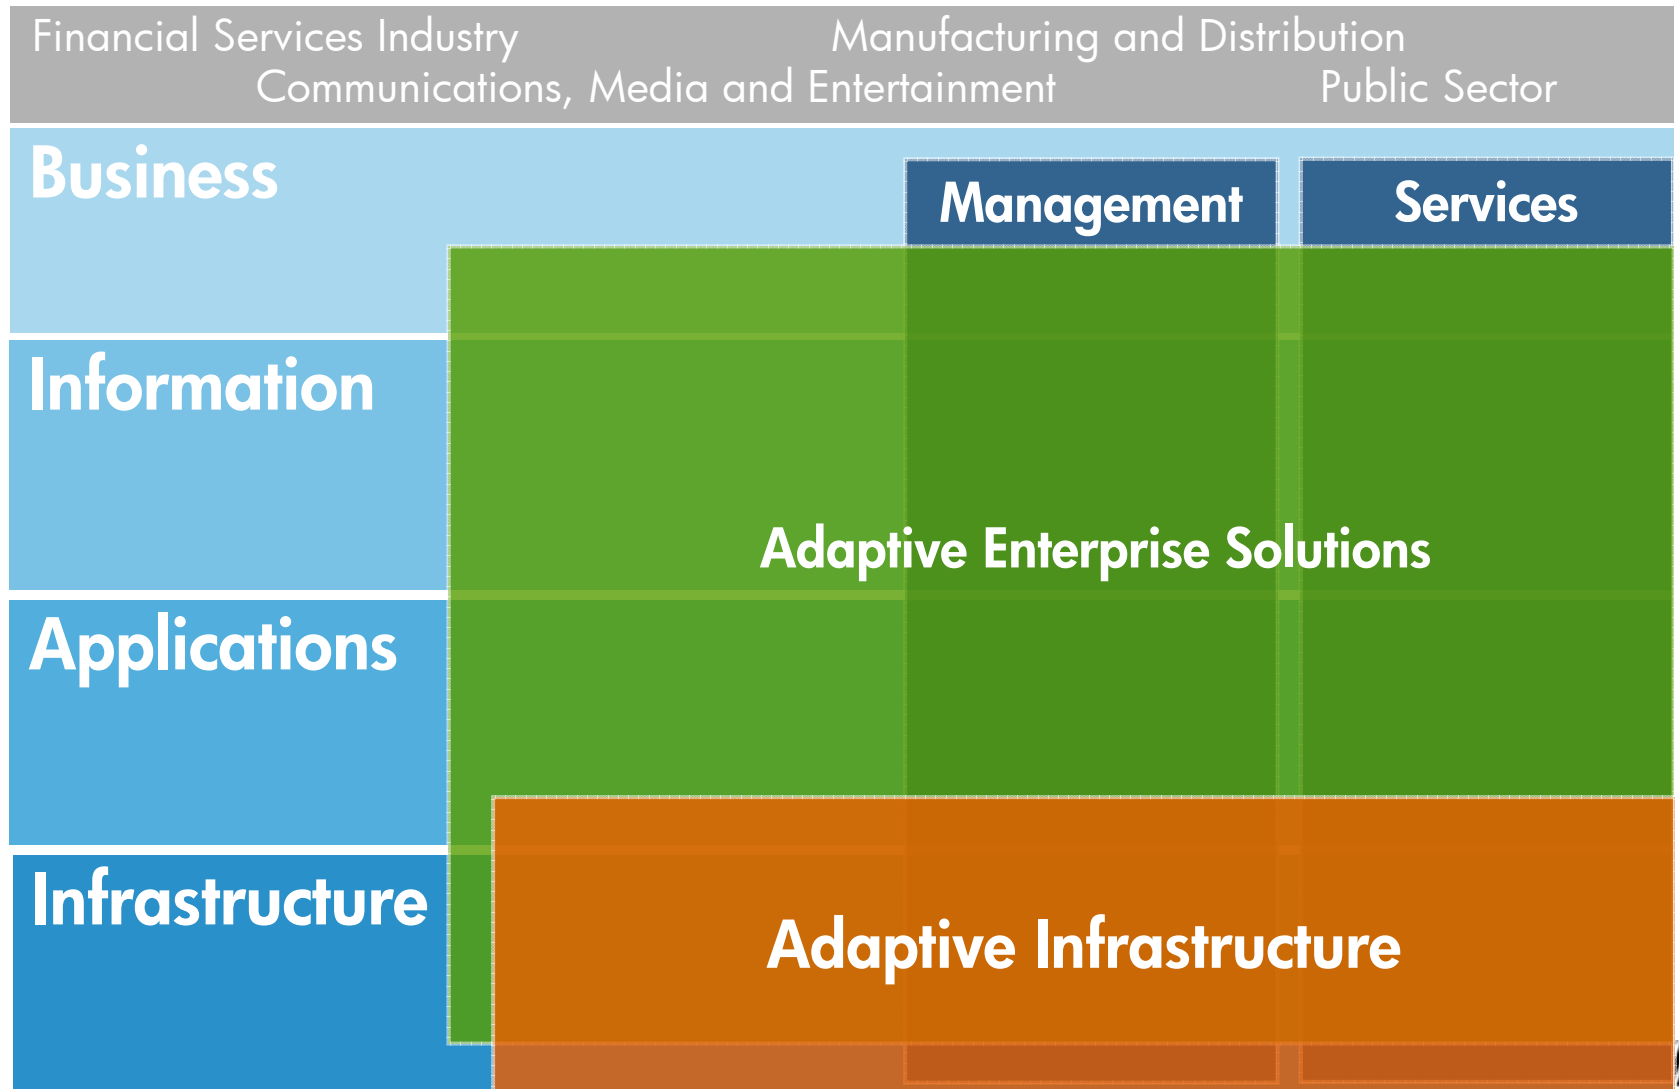 Financial Services Industry
Manufacturing and Distribution
Communications, Media and Entertainment
Public Sector
Business
Management
Services
Information
Adaptive Enterprise Solutions
Applications
Infrastructure
Adaptive Infrastructure